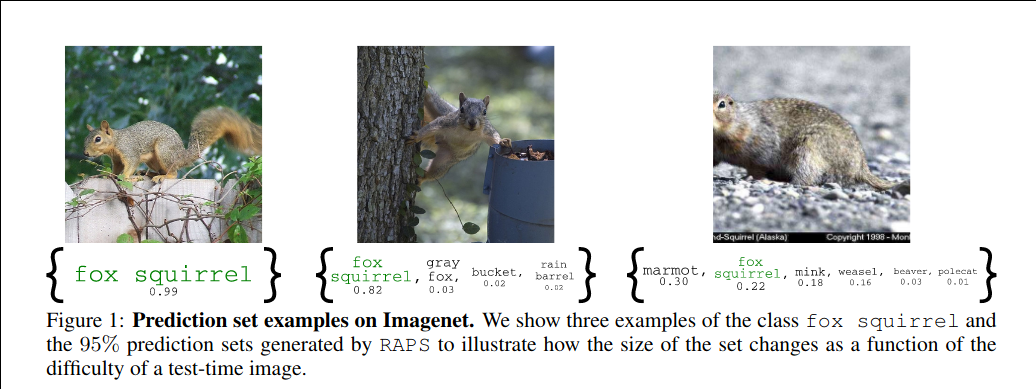 nd-Squirrel (Alaska) Copyright 1998 - Mor
{ fox squirrel }
0.99
{ fox squirrel, gray fox, bucket, rain barrel }
0.82 0.03 0.02 0.02
{ marmot, fox squirrel, mink, weasel, beaver, polecat }
0.30 0.22 0.18 0.16 0.03 0.01
Figure 1: Prediction set examples on Imagenet. We show three examples of the class fox squirrel and
the 95% prediction sets generated by RAPS to illustrate how the size of the set changes as a function of the
difficulty of a test-time image.